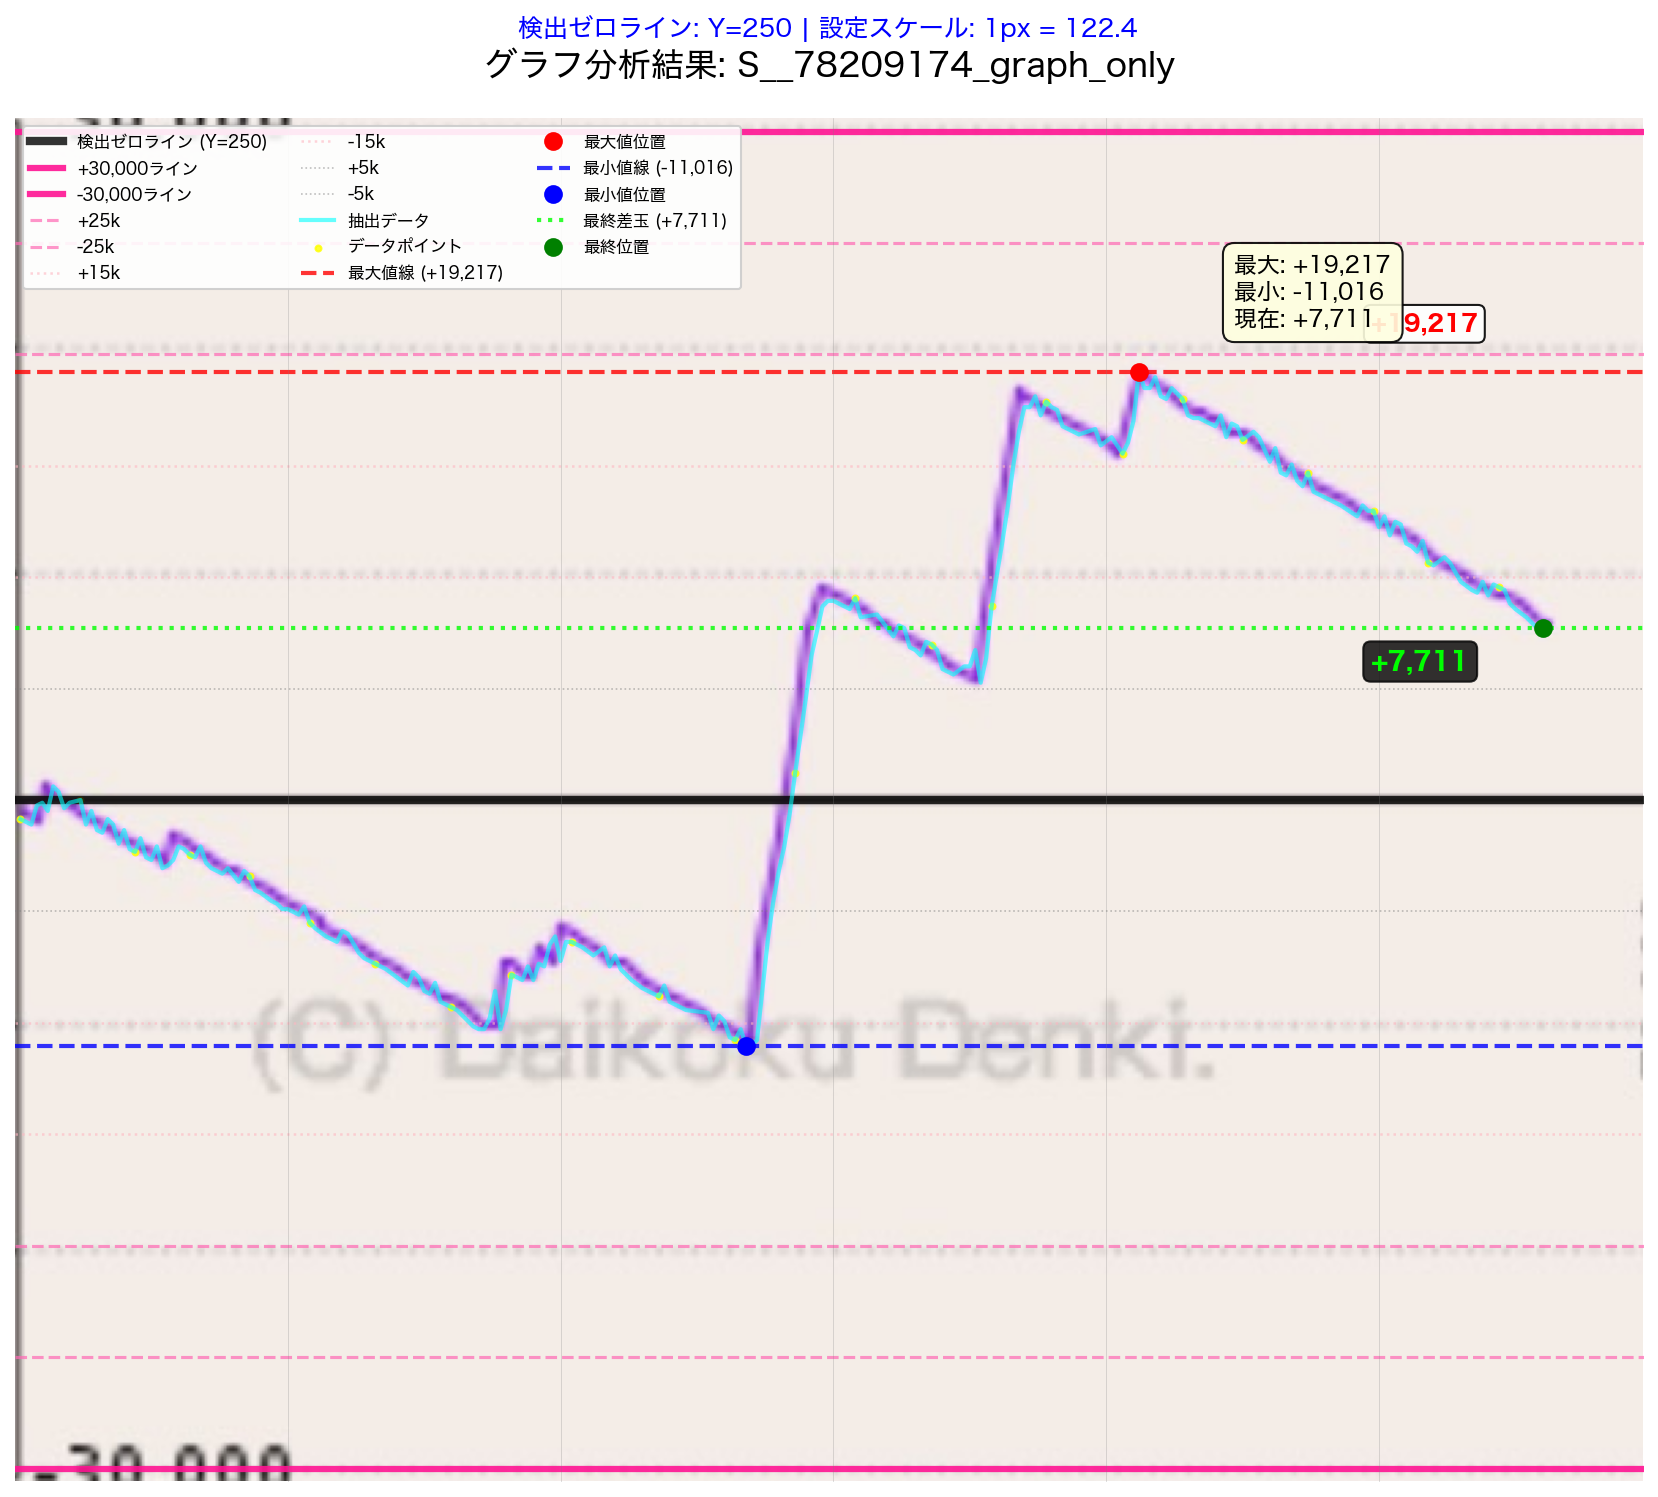 検出ゼロライン: Y=250 | 設定スケール: 1px = 122.4
グラフ分析結果: S__78209174_graph_only
検出ゼロライン (Y=250)
+30,000ライン
-30,000ライン
+25k
-25k
+15k
-15k
+5k
-5k
抽出データ
データポイント
最大値線 (+19,217)
最大値位置
最小値線 (-11,016)
最小値位置
最終差玉 (+7,711)
最終位置
最大: +19,217
最小: -11,016
現在: +7,711
+19,217
+7,711
(C) Daikoku Denki.
-30,000